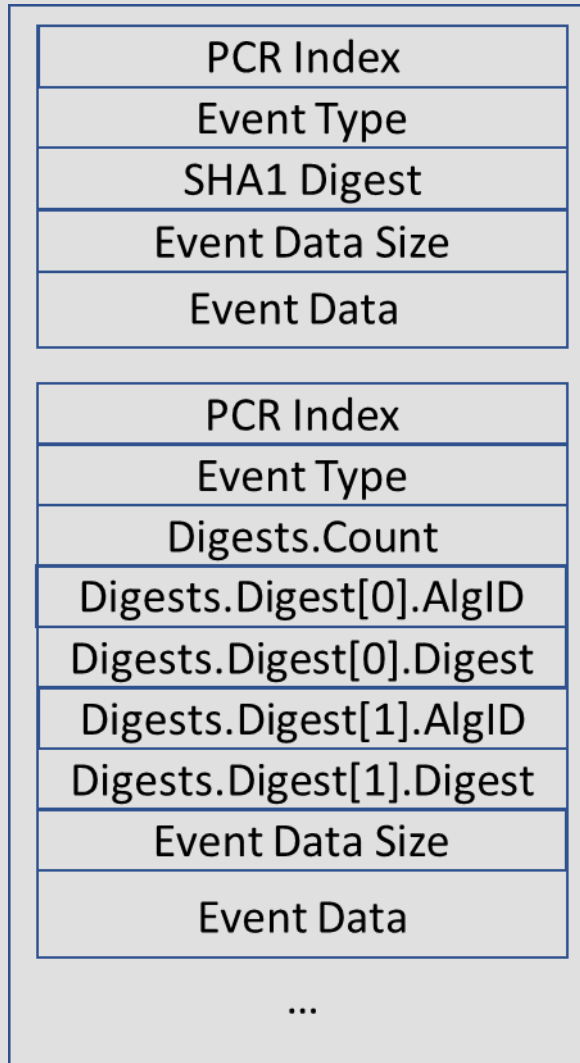 PCR Index
Event Type
SHA1 Digest
Event Data Size
Event Data
PCR Index
Event Type
Digests.Count
Digests.Digest[0].AlgID
Digests.Digest[0].Digest
Digests.Digest[1].AlgID
Digests.Digest[1].Digest
Event Data Size
Event Data
...